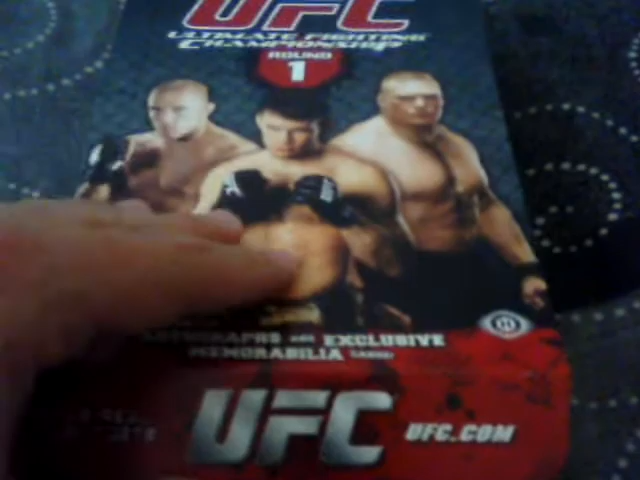 UFC
ULTIMATE FIGHTING
CHAMPIONSHIP
ROUND
1
AUTOGRAPHS AND EXCLUSIVE
MEMORABILIA CARDS!
UFC
UFC.COM